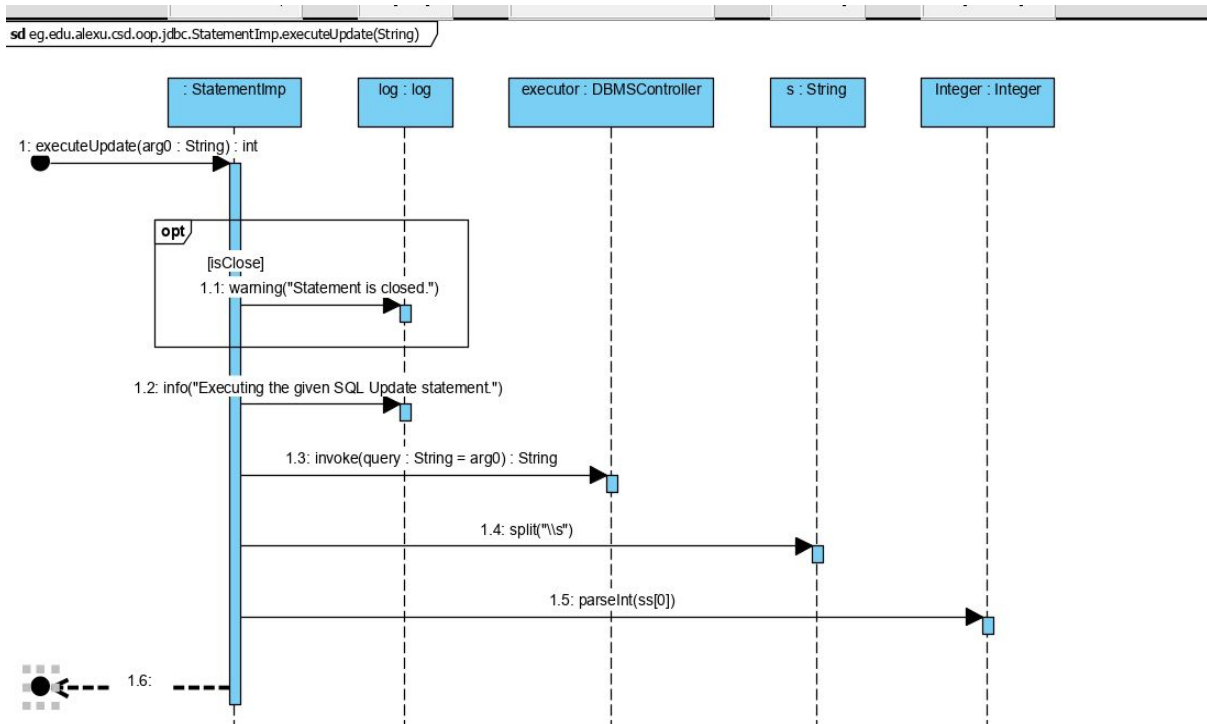 sd eg.edu.alexu.csd.oop.jdbc.StatementImp.executeUpdate(String)
: StatementImp
log : log
executor : DBMSController
s : String
Integer : Integer
1: executeUpdate(arg0 : String) : int
opt
[isClose]
1.1: warning("Statement is closed.")
1.2: info("Executing the given SQL Update statement.")
1.3: invoke(query : String = arg0) : String
1.4: split("\\s")
1.5: parseInt(ss[0])
1.6: